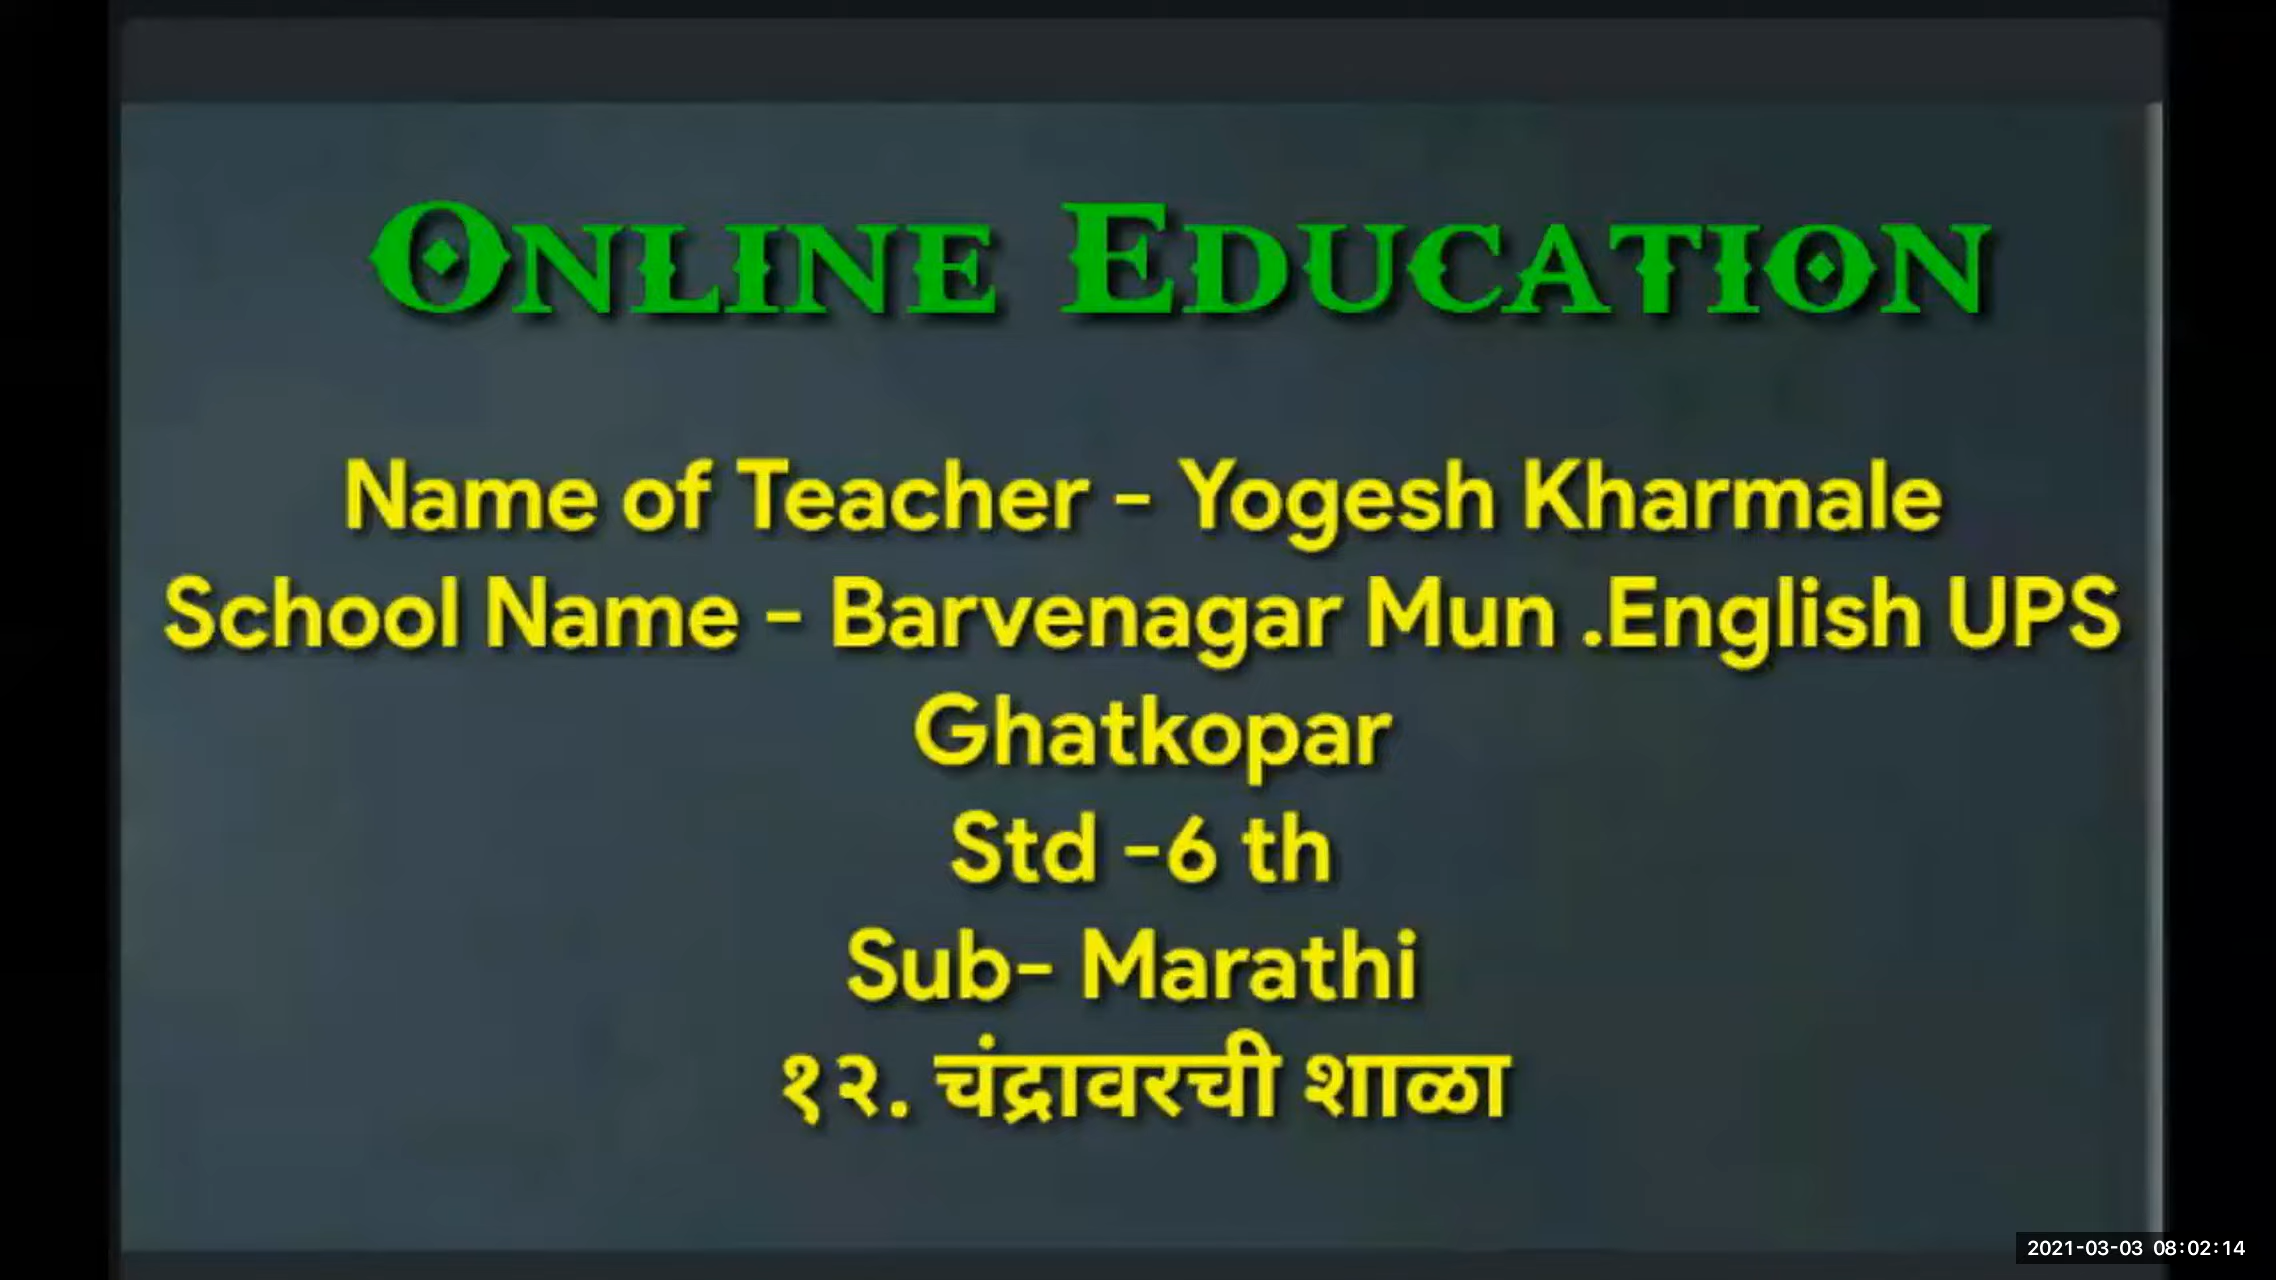 ONLINE EDUCATION
Name of Teacher - Yogesh Kharmale
School Name - Barvenagar Mun .English UPS
Ghatkopar
Std -6 th
Sub- Marathi
१२. चंद्रावरची शाळा
2021-03-03 08:02:14